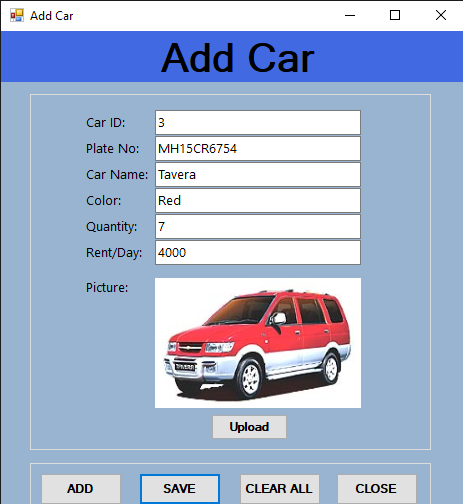 Add Car
Add Car
Car ID: 3
Plate No: MH15CR6754
Car Name: Tavera
Color: Red
Quantity: 7
Rent/Day: 4000
Picture:
TAVERA
Upload
ADD SAVE CLEAR ALL CLOSE